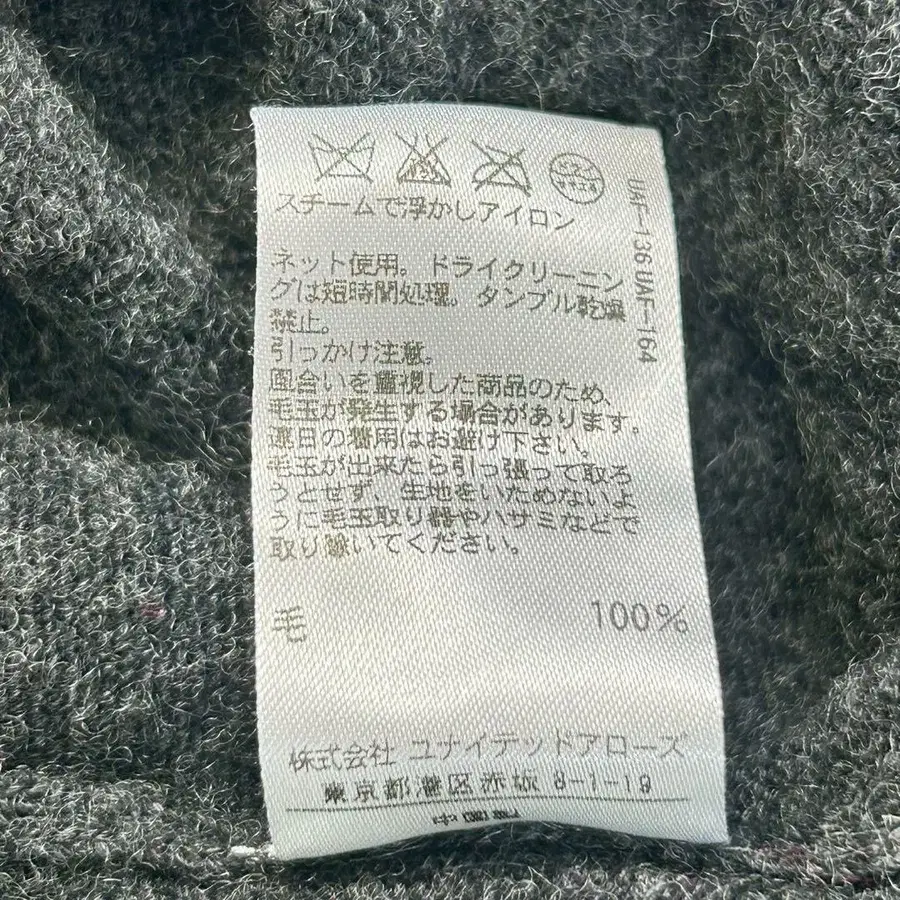 スチームで浮かしアイロン
ネット使用。ドライクリーニン
グは短時間処理。タンブル乾燥
禁止。
引っかけ注意。
風合いを重視した商品のため、
毛玉が発生する場合があります。
連日の着用はお避け下さい。
毛玉が出来たら引っ張って取ろ
うとせず、生地をいためないよ
うに毛玉取り器やハサミなどで
取り除いてください。
毛 100%
株式会社 ユナイテッドアローズ
東京都港区赤坂 8-1-19
UAF-136 UAF-164